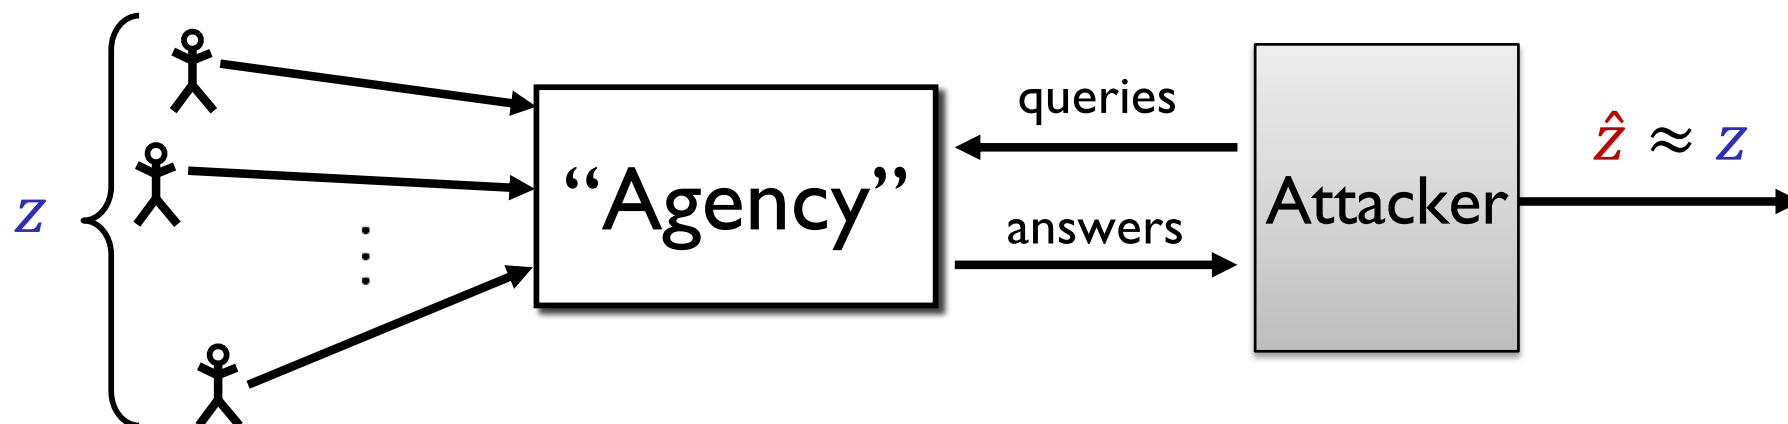 z
“Agency”
queries
answers
Attacker
ẑ ≈ z